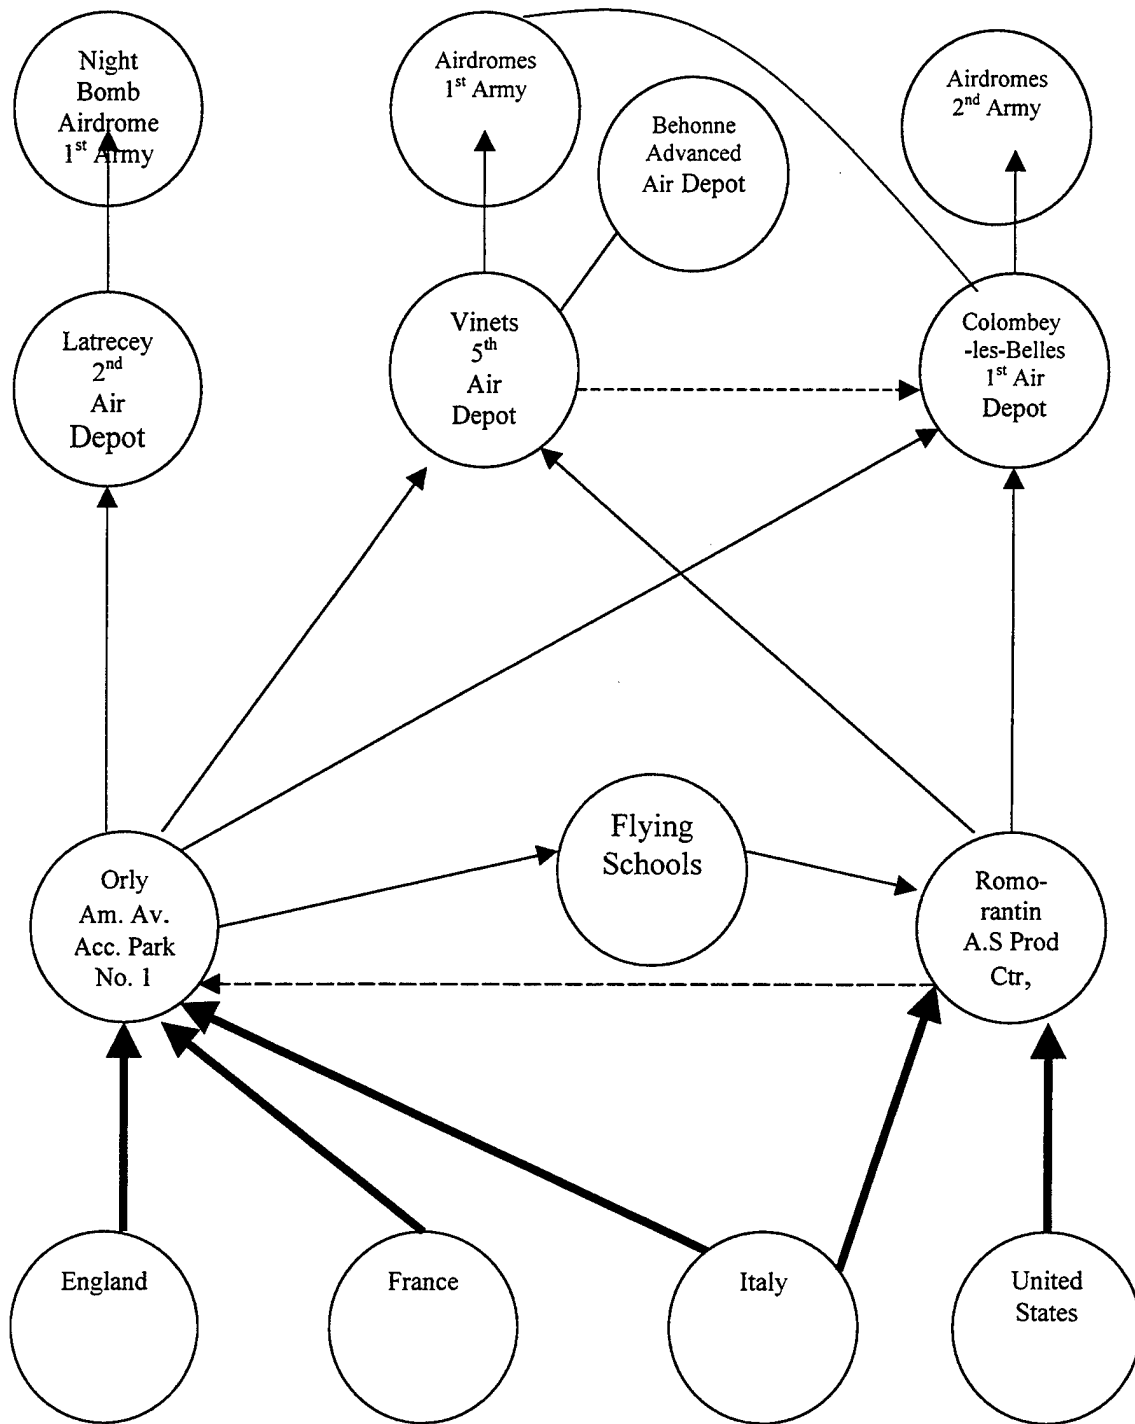 Night
Bomb
Airdrome
1st Army
Airdromes
1st Army
Behonne
Advanced
Air Depot
Airdromes
2nd Army
Latrecey
2nd
Air
Depot
Vinets
5th
Air
Depot
Colombey
-les-Belles
1st Air
Depot
Orly
Am. Av.
Acc. Park
No. 1
Flying
Schools
Romo-
rantin
A.S Prod
Ctr,
England
France
Italy
United
States